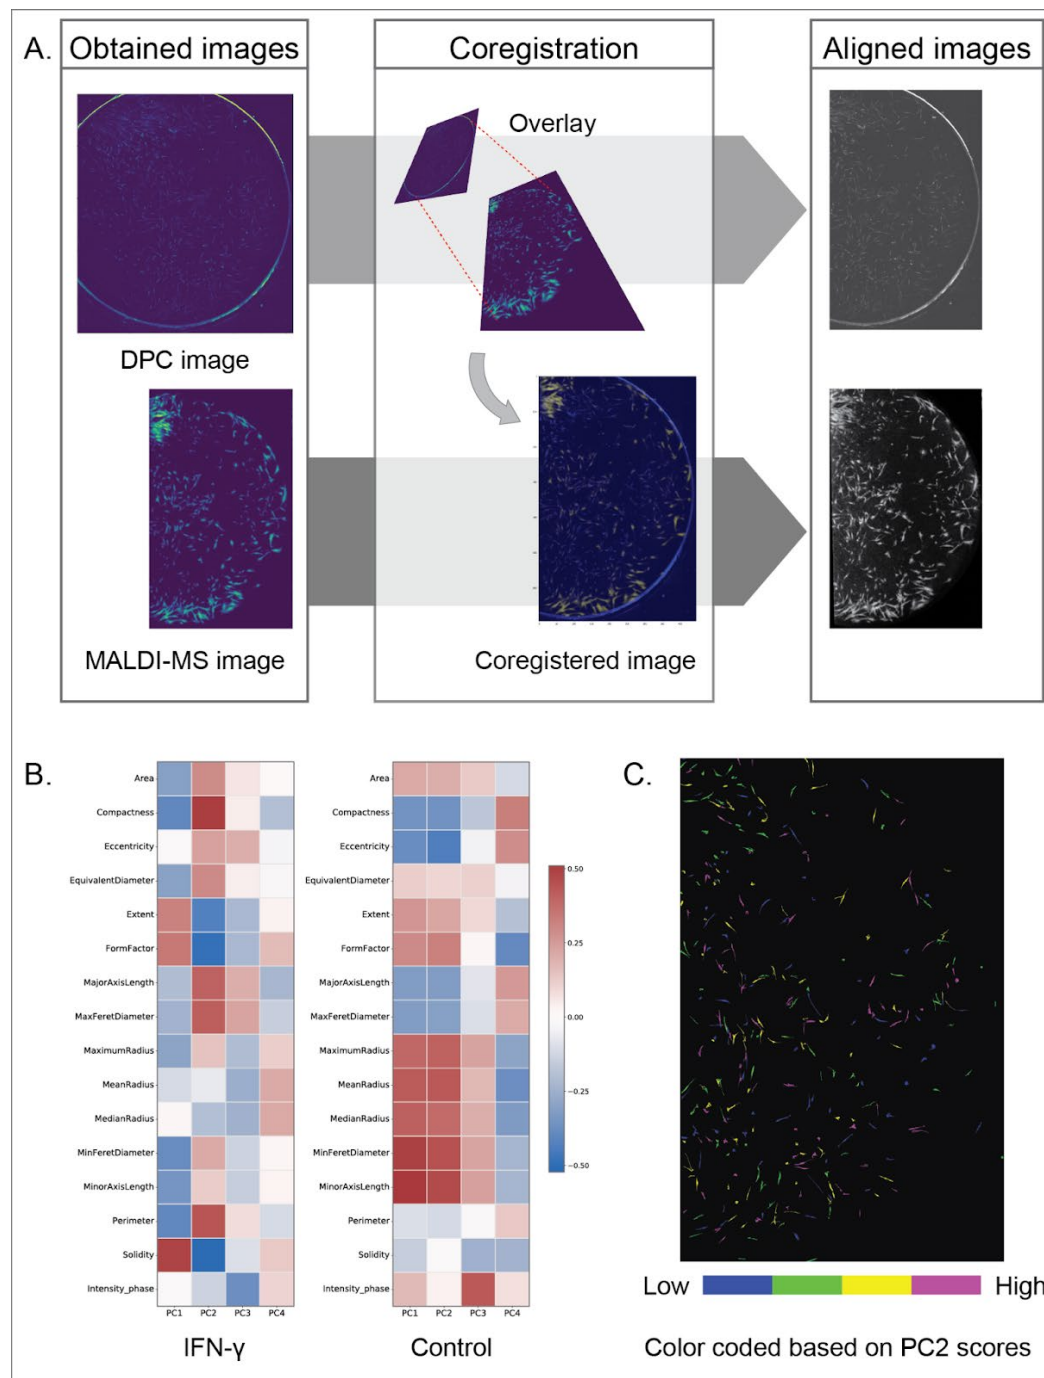 A.
Obtained images
Coregistration
Aligned images
Overlay
DPC image
MALDI-MS image
Coregistered image
B.
Area
Compactness
Eccentricity
EquivalentDiameter
Extent
FormFactor
MajorAxisLength
MaxFeretDiameter
MaximumRadius
MeanRadius
MedianRadius
MinFeretDiameter
MinorAxisLength
Perimeter
Solidity
Intensity_phase
PC1 PC2 PC3 PC4
IFN-γ
Area
Compactness
Eccentricity
EquivalentDiameter
Extent
FormFactor
MajorAxisLength
MaxFeretDiameter
MaximumRadius
MeanRadius
MedianRadius
MinFeretDiameter
MinorAxisLength
Perimeter
Solidity
Intensity_phase
PC1 PC2 PC3 PC4
Control
0.50
0.25
0.00
−0.25
−0.50
C.
Low High
Color coded based on PC2 scores